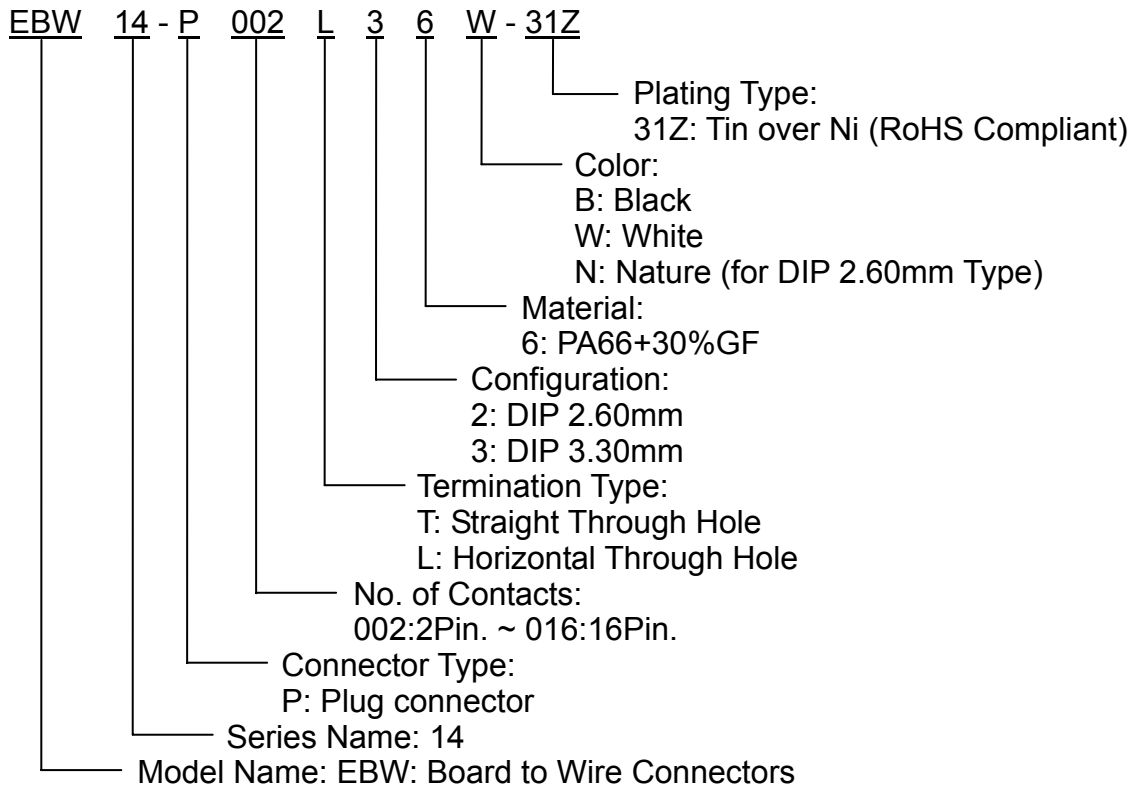 EBW 14 - P 002 L 3 6 W - 31Z
Plating Type:
31Z: Tin over Ni (RoHS Compliant)
Color:
B: Black
W: White
N: Nature (for DIP 2.60mm Type)
Material:
6: PA66+30%GF
Configuration:
2: DIP 2.60mm
3: DIP 3.30mm
Termination Type:
T: Straight Through Hole
L: Horizontal Through Hole
No. of Contacts:
002:2Pin. ~ 016:16Pin.
Connector Type:
P: Plug connector
Series Name: 14
Model Name: EBW: Board to Wire Connectors